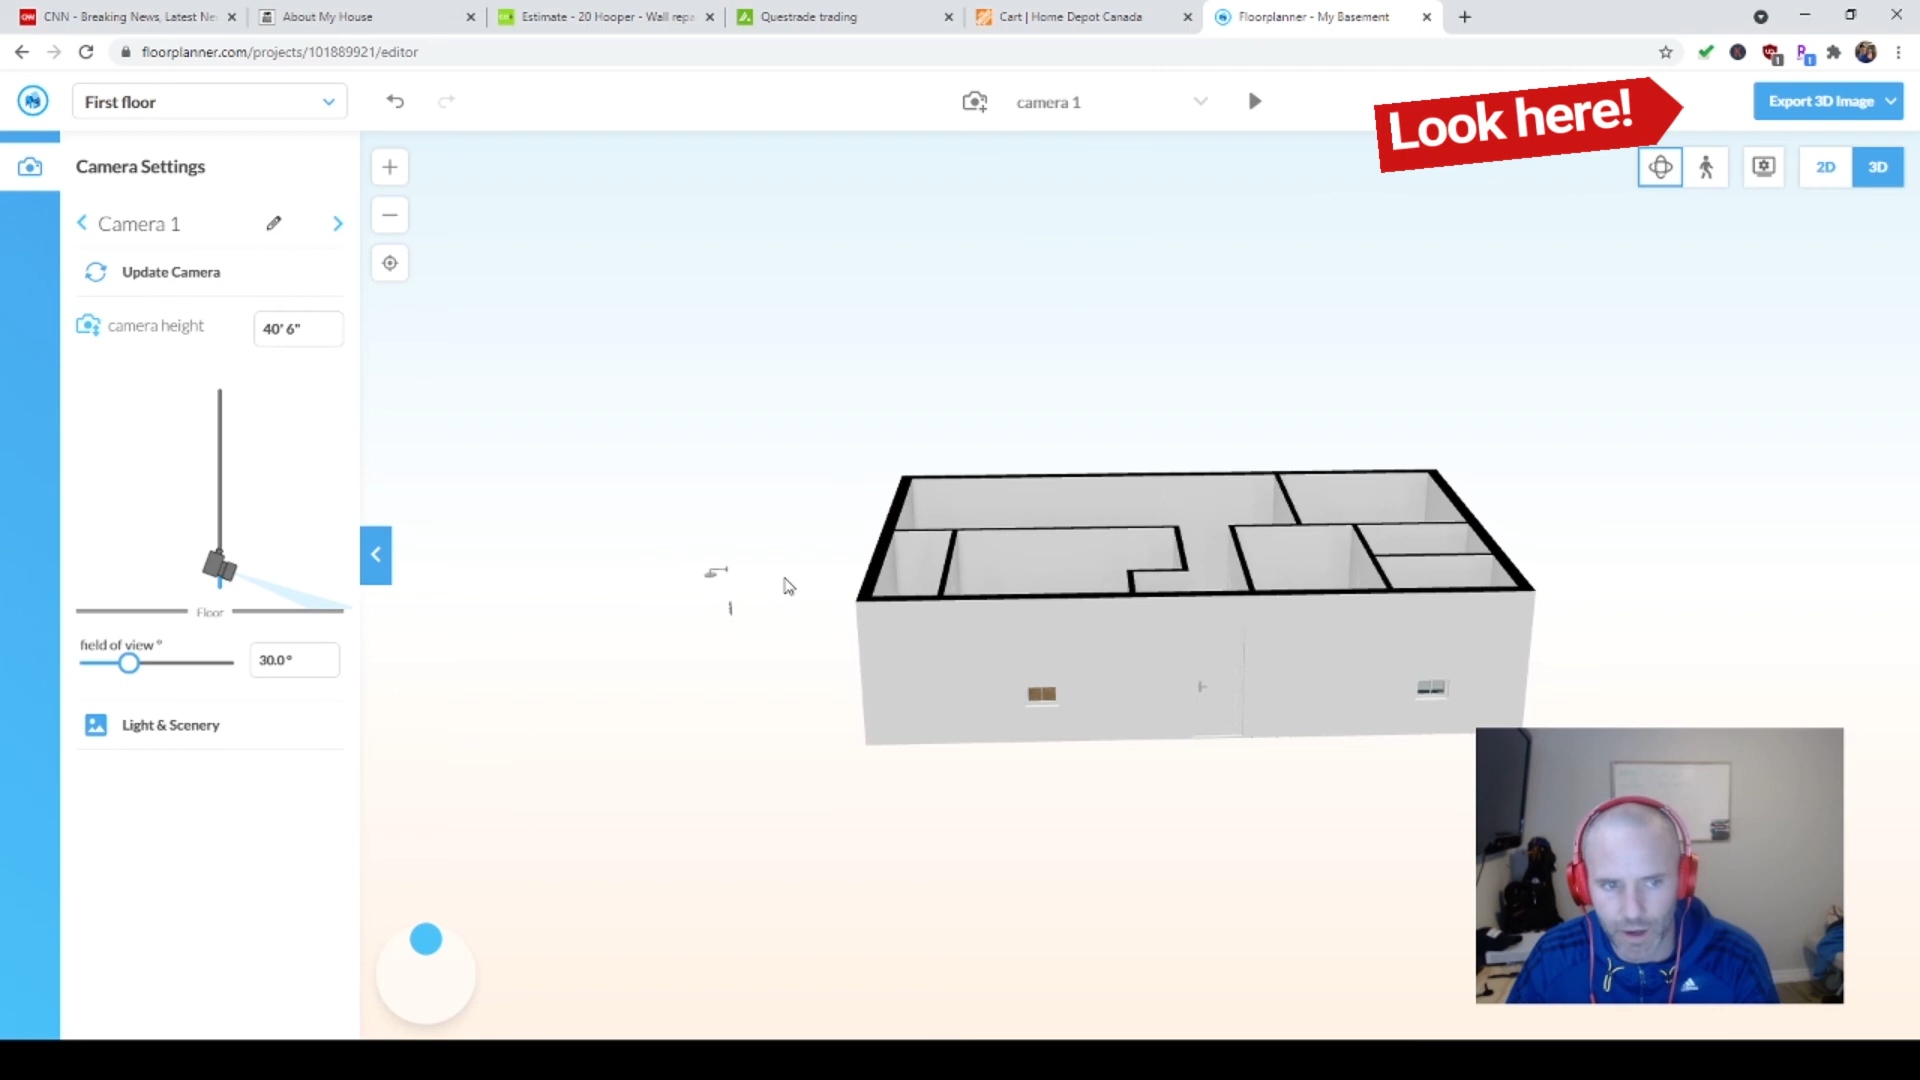 CNN - Breaking News, Latest Ne
About My House
Estimate - 20 Hooper - Wall repa
Questrade trading
Cart | Home Depot Canada
Floorplanner - My Basement
floorplanner.com/projects/101889921/editor
First floor
camera 1
Look here!
Export 3D Image
Camera Settings
2D
3D
Camera 1
Update Camera
camera height
40' 6"
Floor
field of view °
30.0 °
Light & Scenery